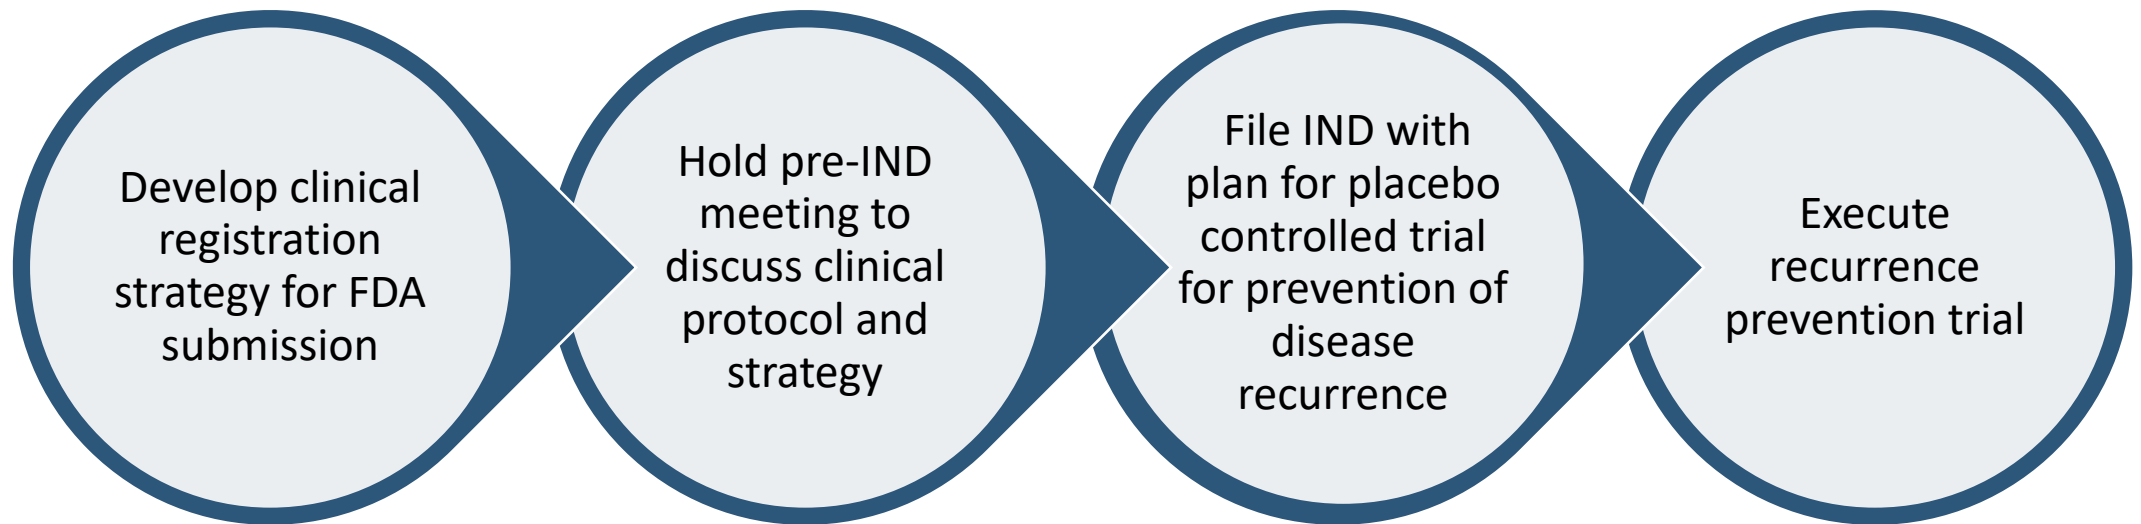 Develop clinical
registration
strategy for FDA
submission
Hold pre-IND
meeting to
discuss clinical
protocol and
strategy
File IND with
plan for placebo
controlled trial
for prevention of
disease
recurrence
Execute
recurrence
prevention trial